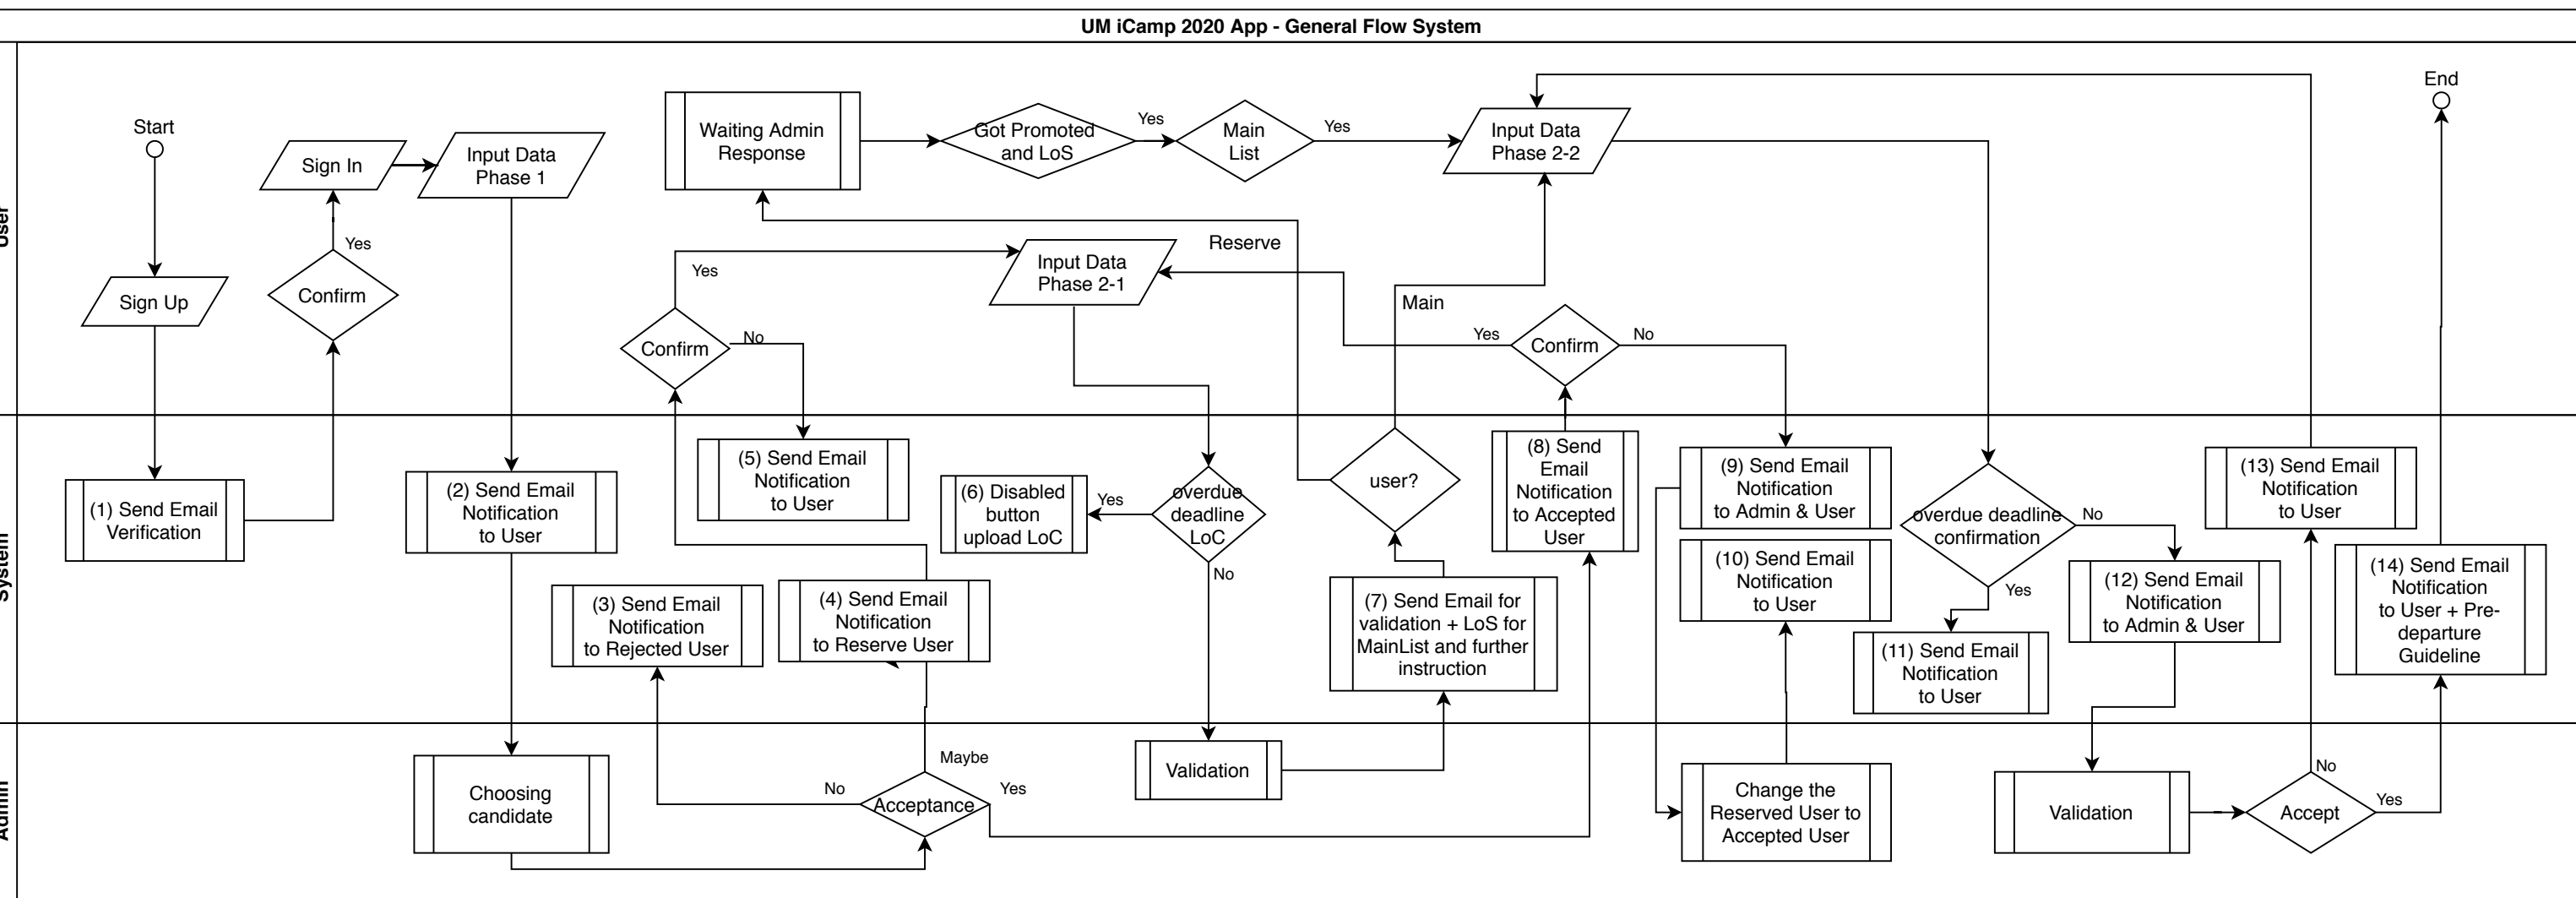 UM iCamp 2020 App - General Flow System
User
Start
Sign Up
Sign In
Yes
Confirm
Input Data
Phase 1
Waiting Admin
Response
Got Promoted
and LoS
Yes
Main
List
Yes
Input Data
Phase 2-2
End
Yes
Confirm
No
Input Data
Phase 2-1
Reserve
Main
Yes
Confirm
No
System
(1) Send Email
Verification
(2) Send Email
Notification
to User
(5) Send Email
Notification
to User
(3) Send Email
Notification
to Rejected User
(4) Send Email
Notification
to Reserve User
(6) Disabled
button
upload LoC
Yes
overdue
deadline
LoC
No
user?
(7) Send Email for
validation + LoS for
MainList and further
instruction
(8) Send
Email
Notification
to Accepted
User
(9) Send Email
Notification
to Admin & User
(10) Send Email
Notification
to User
overdue deadline
confirmation
No
Yes
(11) Send Email
Notification
to User
(12) Send Email
Notification
to Admin & User
(13) Send Email
Notification
to User
(14) Send Email
Notification
to User + Pre-
departure
Guideline
Admin
Choosing
candidate
No
Acceptance
Maybe
Yes
Validation
Change the
Reserved User to
Accepted User
Validation
Accept
No
Yes